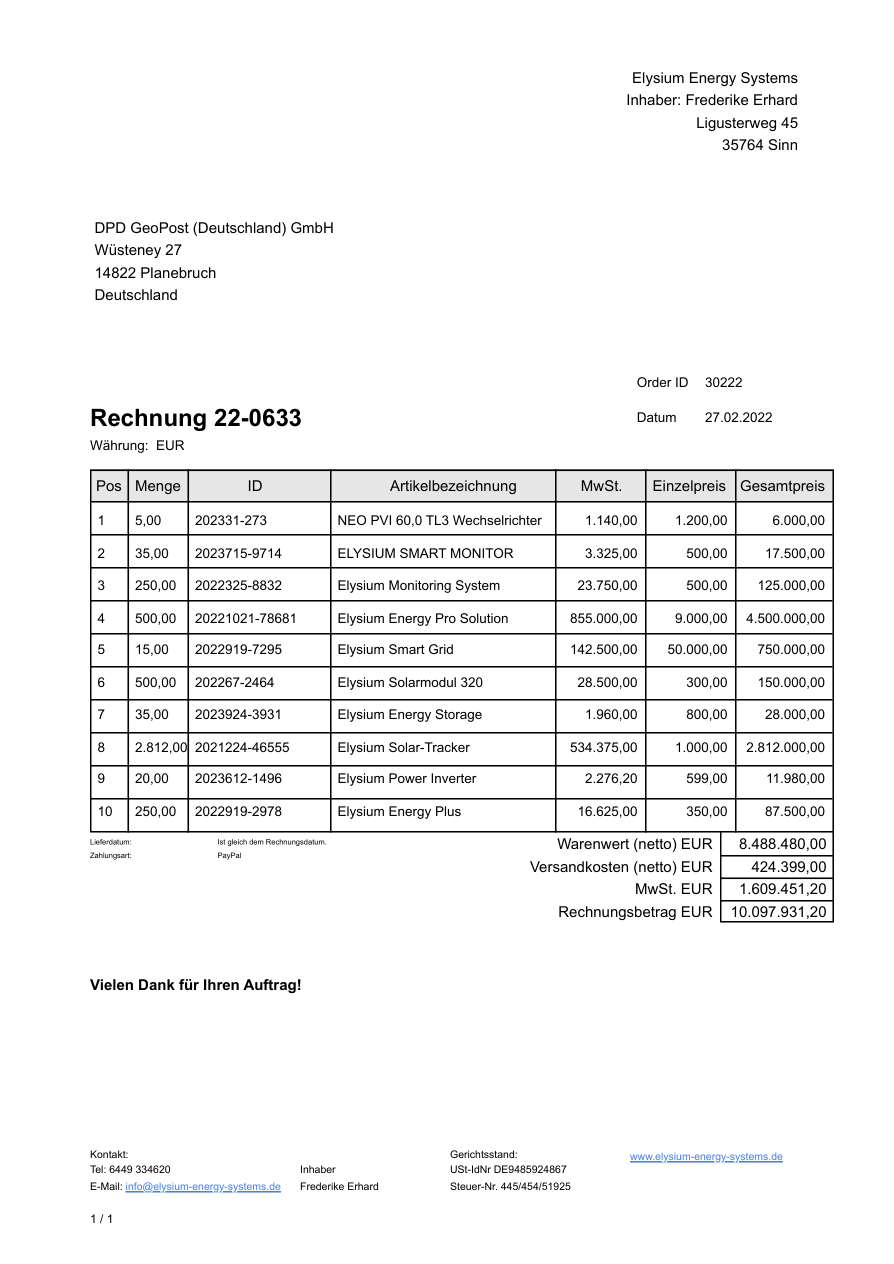 Elysium Energy Systems
Inhaber: Frederike Erhard
Ligusterweg 45
35764 Sinn
DPD GeoPost (Deutschland) GmbH
Wüsteney 27
14822 Planebruch
Deutschland
Order ID 30222
Rechnung 22-0633
Datum 27.02.2022
Währung: EUR
Pos Menge ID Artikelbezeichnung MwSt. Einzelpreis Gesamtpreis
1 5,00 202331-273 NEO PVI 60,0 TL3 Wechselrichter 1.140,00 1.200,00 6.000,00
2 35,00 2023715-9714 ELYSIUM SMART MONITOR 3.325,00 500,00 17.500,00
3 250,00 2022325-8832 Elysium Monitoring System 23.750,00 500,00 125.000,00
4 500,00 20221021-78681 Elysium Energy Pro Solution 855.000,00 9.000,00 4.500.000,00
5 15,00 2022919-7295 Elysium Smart Grid 142.500,00 50.000,00 750.000,00
6 500,00 202267-2464 Elysium Solarmodul 320 28.500,00 300,00 150.000,00
7 35,00 2023924-3931 Elysium Energy Storage 1.960,00 800,00 28.000,00
8 2.812,00 2021224-46555 Elysium Solar-Tracker 534.375,00 1.000,00 2.812.000,00
9 20,00 2023612-1496 Elysium Power Inverter 2.276,20 599,00 11.980,00
10 250,00 2022919-2978 Elysium Energy Plus 16.625,00 350,00 87.500,00
Lieferdatum: Ist gleich dem Rechnungsdatum.
Zahlungsart: PayPal
Warenwert (netto) EUR 8.488.480,00
Versandkosten (netto) EUR 424.399,00
MwSt. EUR 1.609.451,20
Rechnungsbetrag EUR 10.097.931,20
Vielen Dank für Ihren Auftrag!
Kontakt:
Tel: 6449 334620
E-Mail: info@elysium-energy-systems.de
Inhaber
Frederike Erhard
Gerichtsstand:
USt-IdNr DE9485924867
Steuer-Nr. 445/454/51925
www.elysium-energy-systems.de
1 / 1